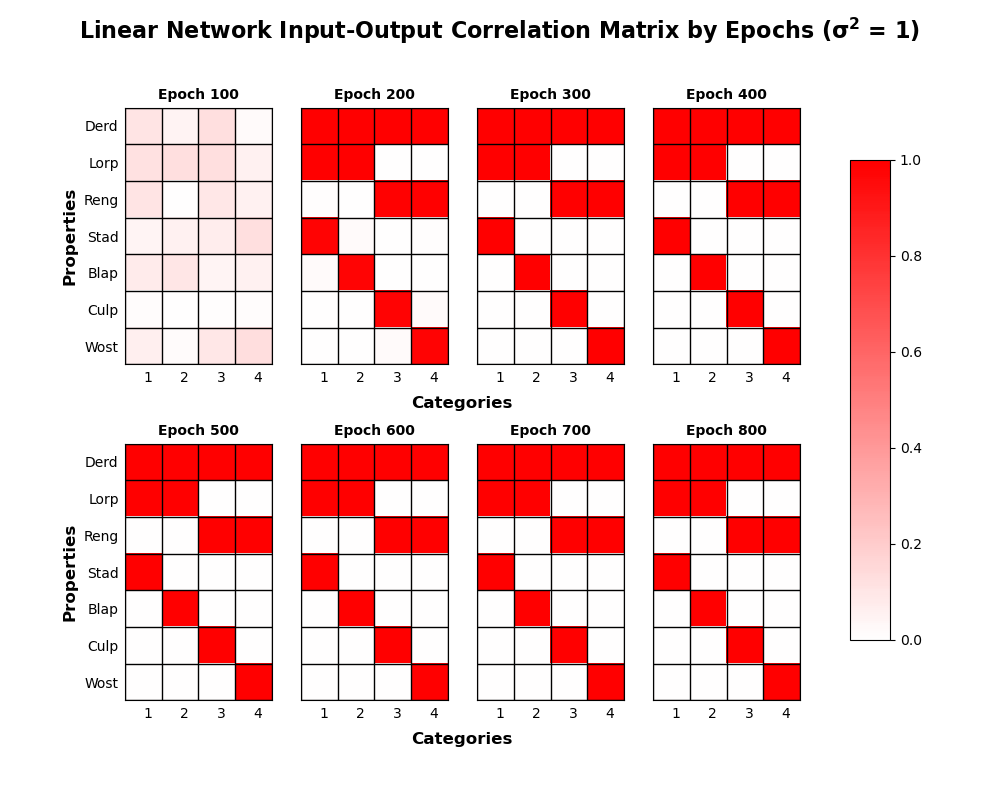 Linear Network Input-Output Correlation Matrix by Epochs (σ² = 1)
Epoch 100 Epoch 200 Epoch 300 Epoch 400
Properties
Derd
Lorp
Reng
Stad
Blap
Culp
Wost
1 2 3 4 1 2 3 4 1 2 3 4 1 2 3 4
Categories
Epoch 500 Epoch 600 Epoch 700 Epoch 800
Properties
Derd
Lorp
Reng
Stad
Blap
Culp
Wost
1 2 3 4 1 2 3 4 1 2 3 4 1 2 3 4
Categories
1.0
0.8
0.6
0.4
0.2
0.0